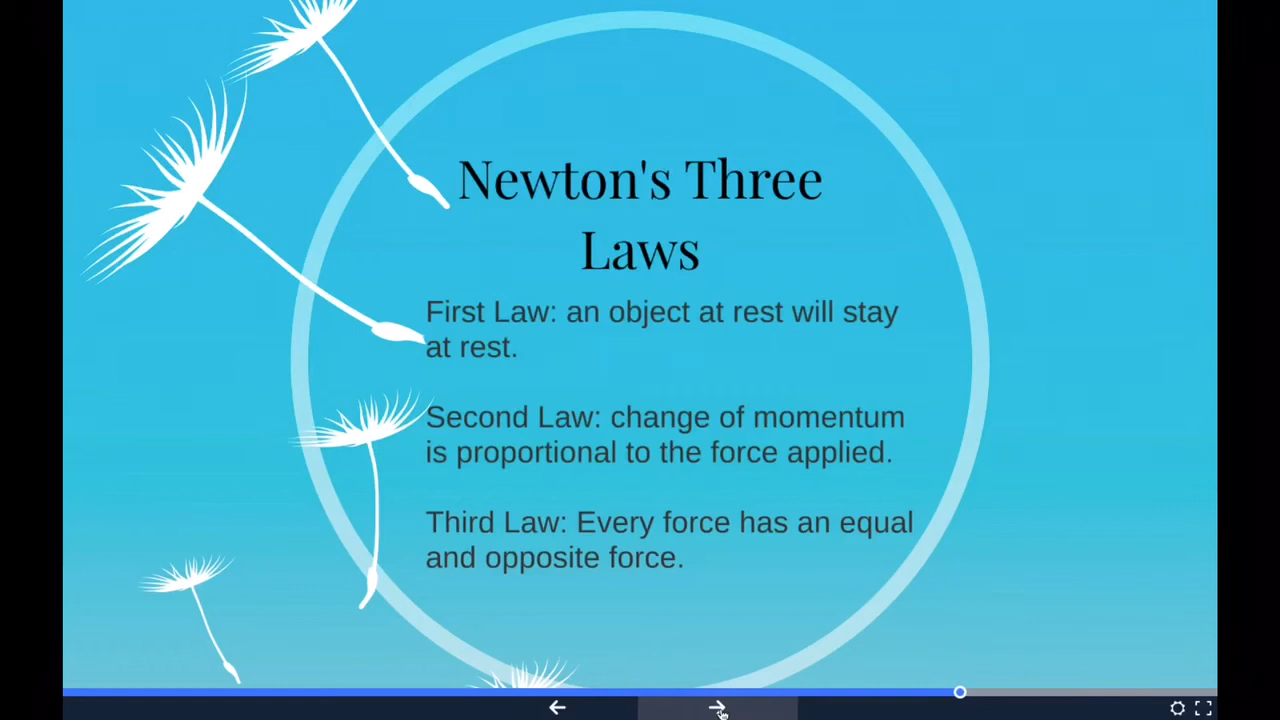 Newton's Three
Laws
First Law: an object at rest will stay
at rest.
Second Law: change of momentum
is proportional to the force applied.
Third Law: Every force has an equal
and opposite force.